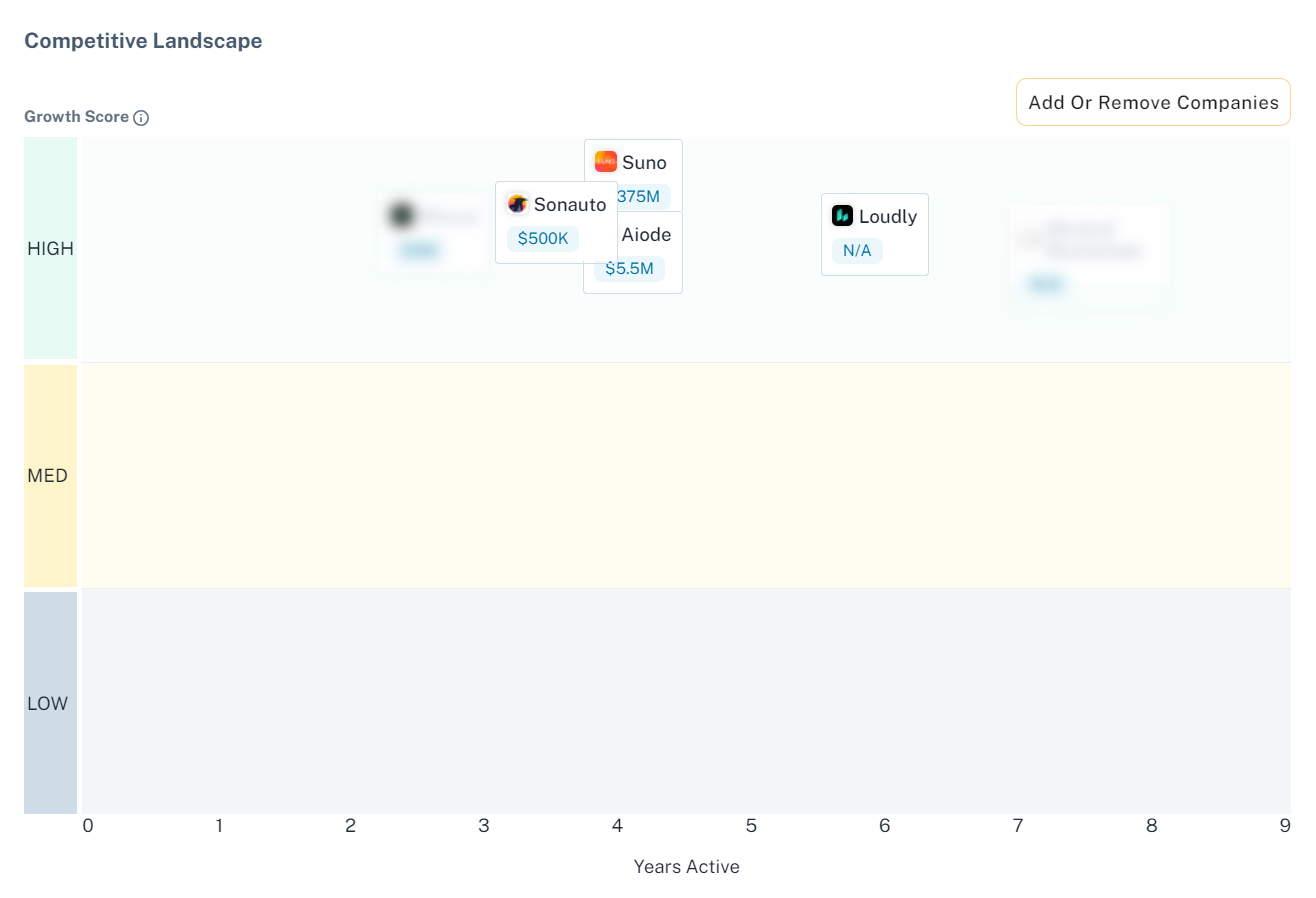 Competitive Landscape
Add Or Remove Companies
Growth Score
HIGH
Suno
375M
Sonauto
$500K
Aiode
$5.5M
Loudly
N/A
MED
LOW
0 1 2 3 4 5 6 7 8 9
Years Active